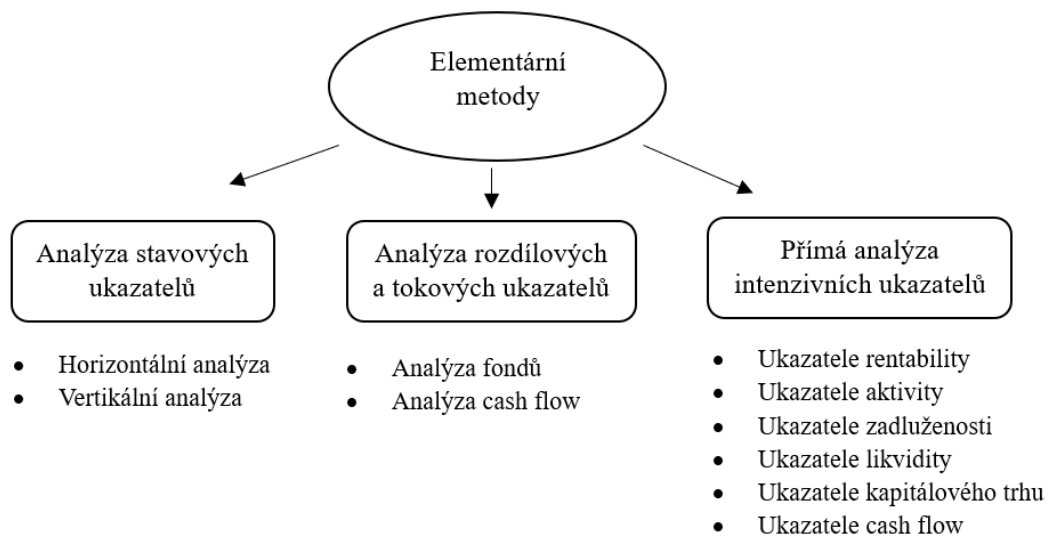 Elementární
metody
Analýza stavových
ukazatelů
Analýza rozdílových
a tokových ukazatelů
Přímá analýza
intenzivních ukazatelů
• Horizontální analýza
• Vertikální analýza
• Analýza fondů
• Analýza cash flow
• Ukazatele rentability
• Ukazatele aktivity
• Ukazatele zadluženosti
• Ukazatele likvidity
• Ukazatele kapitálového trhu
• Ukazatele cash flow